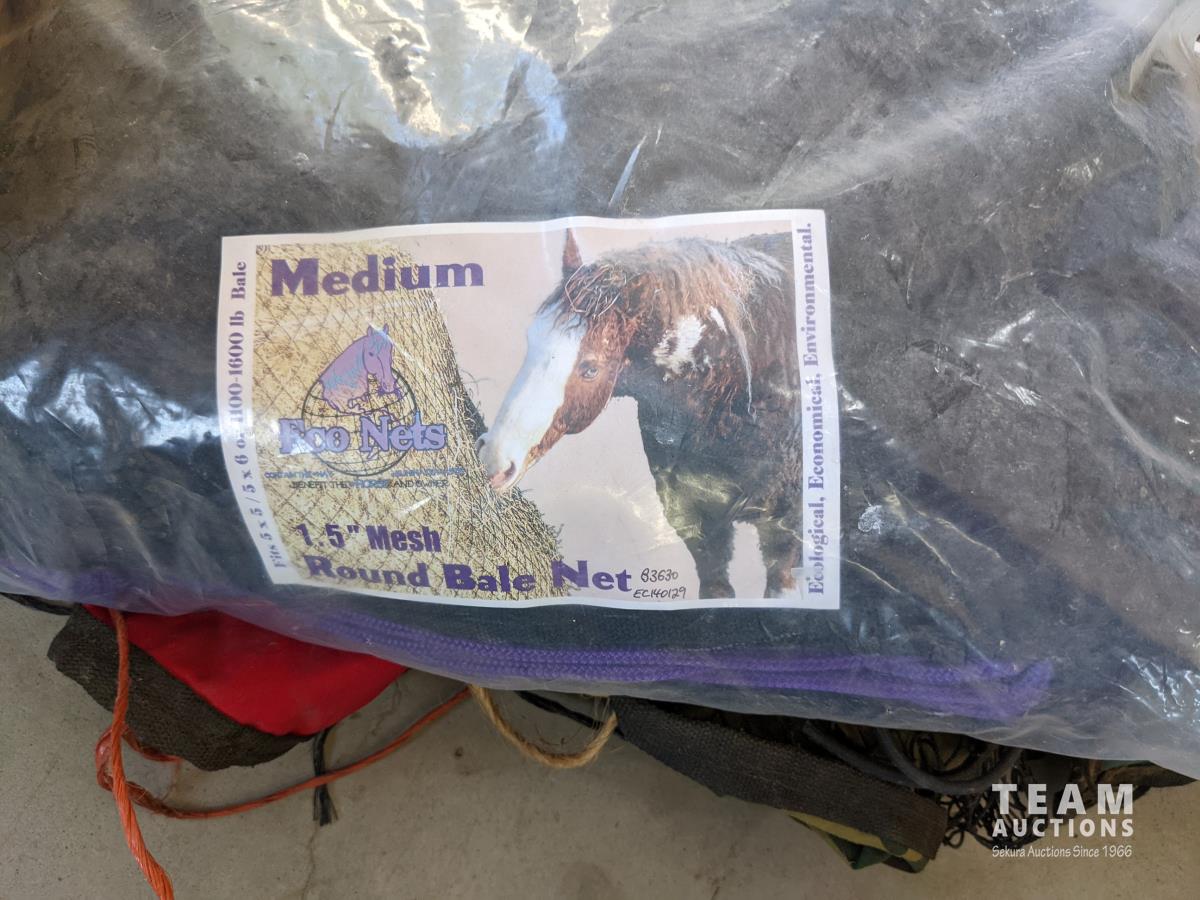 Medium
Fits 5 x 5 / 5 x 6 or 1100-1600 lb Bale
Eco Nets
BENEFIT THE HORSE AND OWNER
1.5" Mesh
Round Bale Net
83630
EC140129
Ecological, Economical, Environmental.
TEAM
AUCTIONS
Sekura Auctions Since 1966